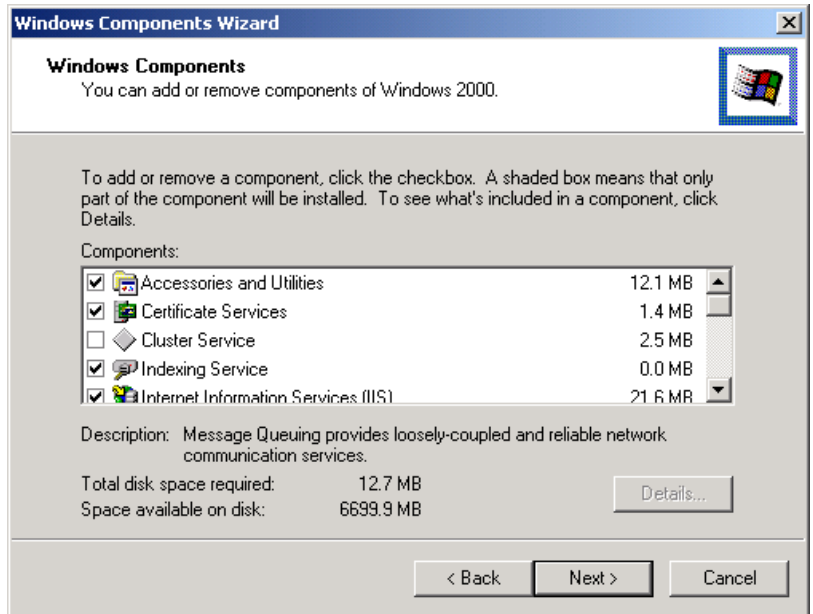 Windows Components Wizard
Windows Components
You can add or remove components of Windows 2000.
To add or remove a component, click the checkbox. A shaded box means that only
part of the component will be installed. To see what's included in a component, click
Details.
Components:
Accessories and Utilities 12.1 MB
Certificate Services 1.4 MB
Cluster Service 2.5 MB
Indexing Service 0.0 MB
Internet Information Services (IIS) 21.6 MB
Description: Message Queuing provides loosely-coupled and reliable network
communication services.
Total disk space required: 12.7 MB
Space available on disk: 6699.9 MB
Details...
< Back Next > Cancel